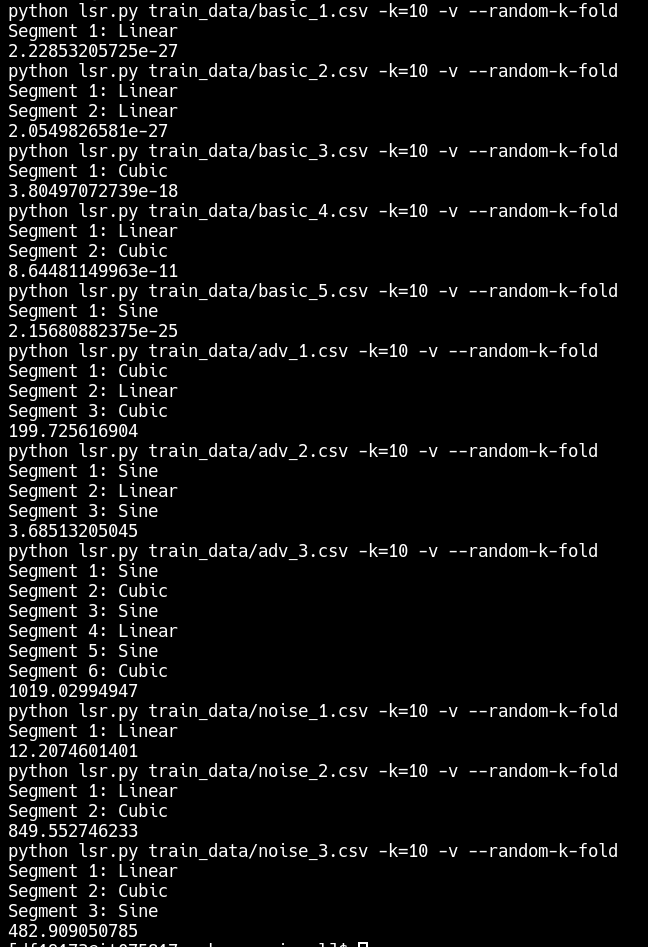 python lsr.py train_data/basic_1.csv -k=10 -v --random-k-fold
Segment 1: Linear
2.22853205725e-27
python lsr.py train_data/basic_2.csv -k=10 -v --random-k-fold
Segment 1: Linear
Segment 2: Linear
2.0549826581e-27
python lsr.py train_data/basic_3.csv -k=10 -v --random-k-fold
Segment 1: Cubic
3.80497072739e-18
python lsr.py train_data/basic_4.csv -k=10 -v --random-k-fold
Segment 1: Linear
Segment 2: Cubic
8.64481149963e-11
python lsr.py train_data/basic_5.csv -k=10 -v --random-k-fold
Segment 1: Sine
2.15680882375e-25
python lsr.py train_data/adv_1.csv -k=10 -v --random-k-fold
Segment 1: Cubic
Segment 2: Linear
Segment 3: Cubic
199.725616904
python lsr.py train_data/adv_2.csv -k=10 -v --random-k-fold
Segment 1: Sine
Segment 2: Linear
Segment 3: Sine
3.68513205045
python lsr.py train_data/adv_3.csv -k=10 -v --random-k-fold
Segment 1: Sine
Segment 2: Cubic
Segment 3: Sine
Segment 4: Linear
Segment 5: Sine
Segment 6: Cubic
1019.02994947
python lsr.py train_data/noise_1.csv -k=10 -v --random-k-fold
Segment 1: Linear
12.2074601401
python lsr.py train_data/noise_2.csv -k=10 -v --random-k-fold
Segment 1: Linear
Segment 2: Cubic
849.552746233
python lsr.py train_data/noise_3.csv -k=10 -v --random-k-fold
Segment 1: Linear
Segment 2: Cubic
Segment 3: Sine
482.909050785